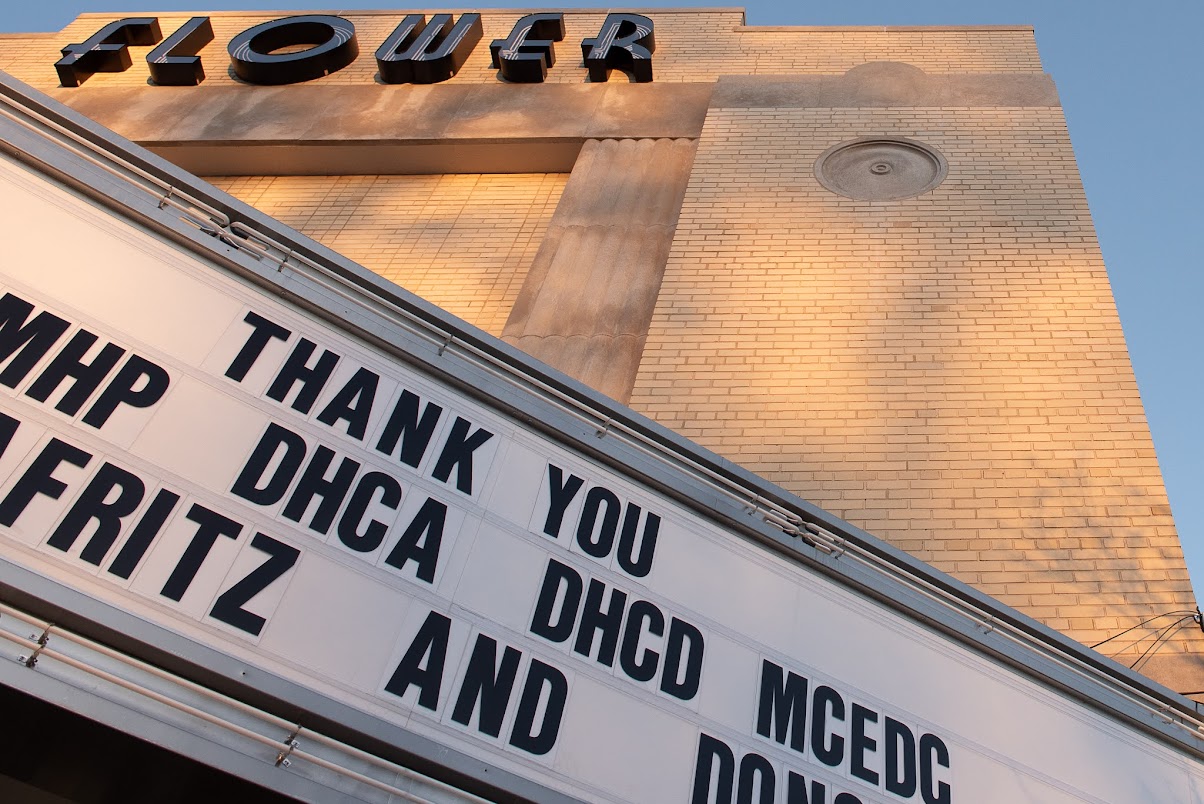 FLOWER
THANK YOU
MHP DHCA DHCD MCEDC
FRITZ AND